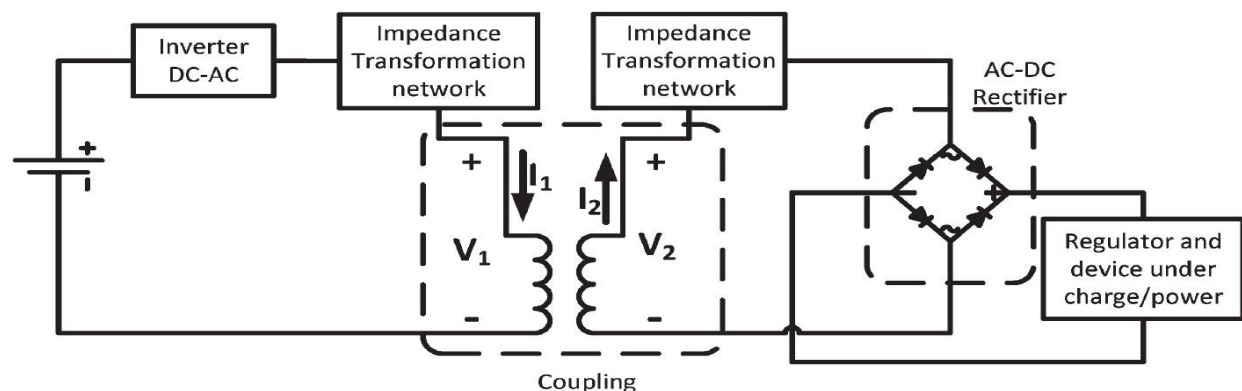 Inverter
DC-AC
Impedance
Transformation
network
Impedance
Transformation
network
AC-DC
Rectifier
+
-
+
I₁
I₂
+
V₁
V₂
-
-
-
+
Regulator and
device under
charge/power
Coupling